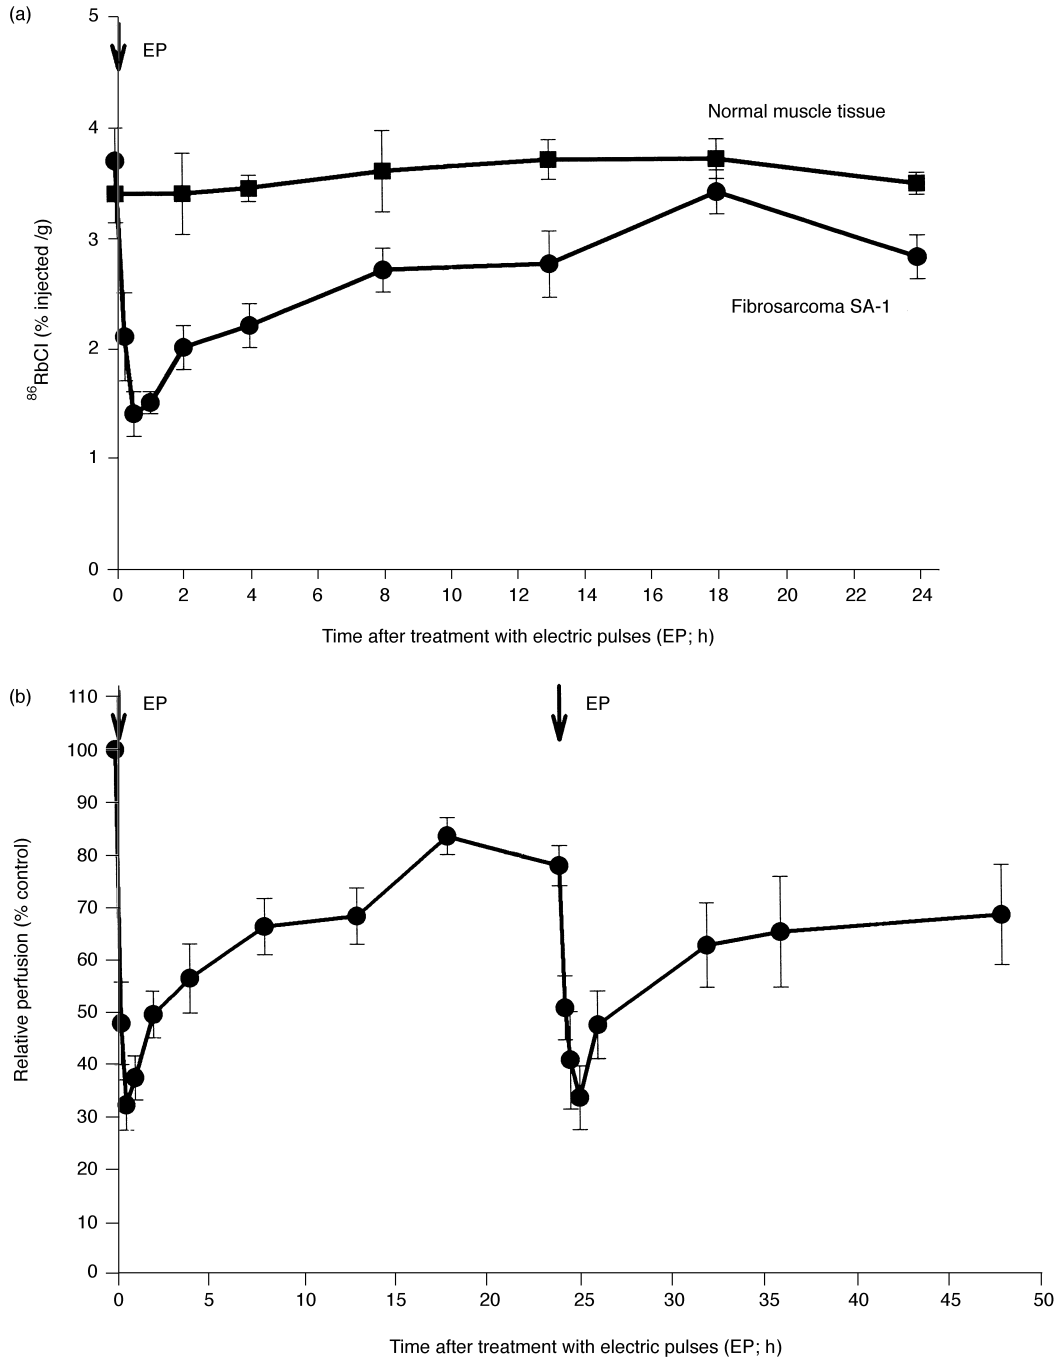 (a)
5
EP
Normal muscle tissue
4
3
Fibrosarcoma SA-1
2
1
0
86RbCl (% injected /g)
0 2 4 6 8 10 12 14 16 18 20 22 24
Time after treatment with electric pulses (EP; h)
(b)
110
EP EP
100
90
80
70
60
50
40
30
20
10
0
Relative perfusion (% control)
0 5 10 15 20 25 30 35 40 45 50
Time after treatment with electric pulses (EP; h)